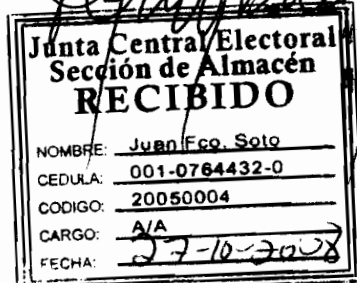 Junta Central Electoral
Sección de Almacén
RECIBIDO
NOMBRE: Juan Fco. Soto
CEDULA: 001-0764432-0
CODIGO: 20050004
CARGO: A/A
FECHA: 27-10-2008